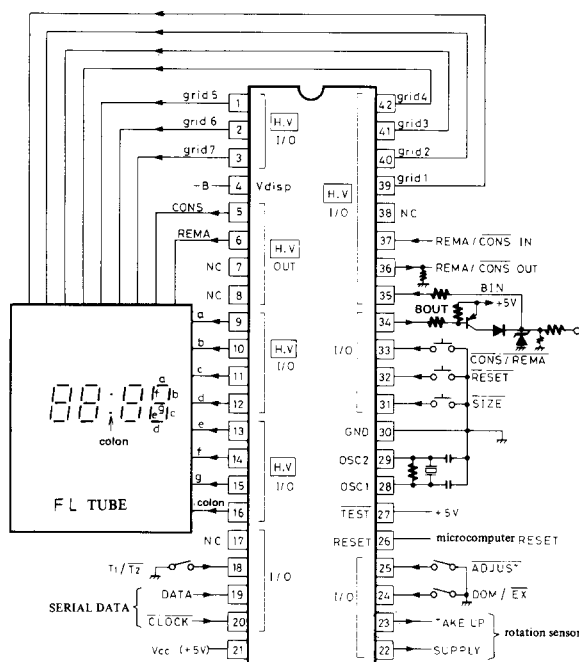 grid5 1 42 grid4
grid6 2 H.V I/O 41 grid3
grid7 3 40 grid2
-B 4 Vdisp 39 grid1
H.V I/O
CONS 5 38 NC
REMA 6 H.V OUT 37 REMA/CONS IN
NC 7 36 REMA/CONS OUT
NC 8 35 BIN
+5V
a 9 34 BOUT
b 10 H.V I/O I/O 33 CONS/REMA
c 11 32 RESET
d 12 31 SIZE
88:88
a
f b
g
e c
d
colon
FL TUBE
e 13 GND 30
f 14 H.V I/O OSC2 29
g 15 OSC1 28
colon 16 TEST 27 +5V
NC 17 RESET 26 microcomputer RESET
T1/T2 18 I/O 25 ADJUST
SERIAL DATA
DATA 19 I/O 24 DOM/EX
CLOCK 20 23 TAKE UP
Vcc (+5V) 21 22 SUPPLY
rotation sensor